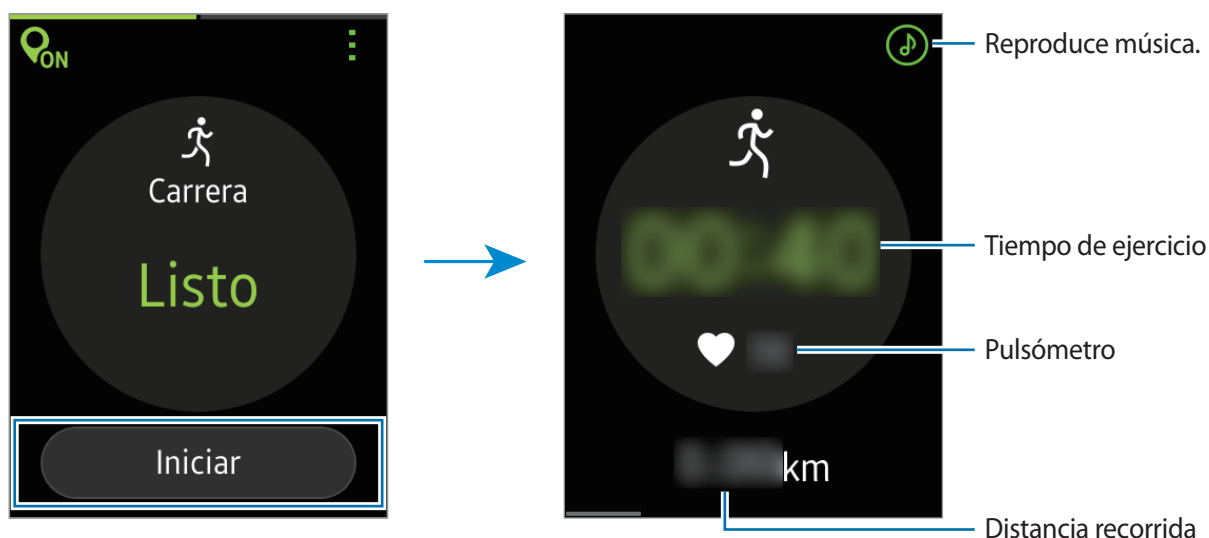 ON
Carrera
Listo
Iniciar
km
Reproduce música.
Tiempo de ejercicio
Pulsómetro
Distancia recorrida